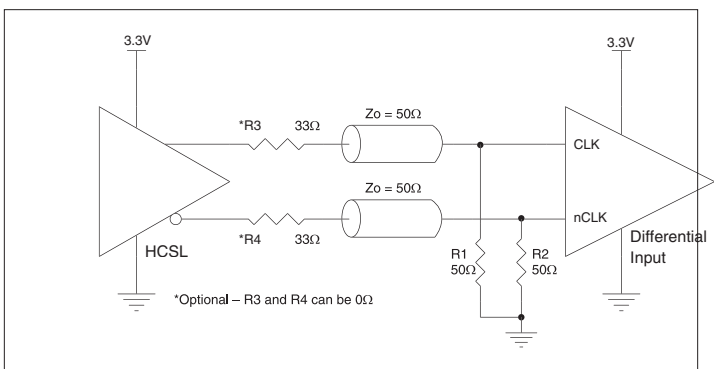 3.3V
3.3V
*R3 33Ω
Zo = 50Ω
CLK
Zo = 50Ω
nCLK
*R4 33Ω
HCSL
R1
50Ω
R2
50Ω
Differential
Input
*Optional – R3 and R4 can be 0Ω